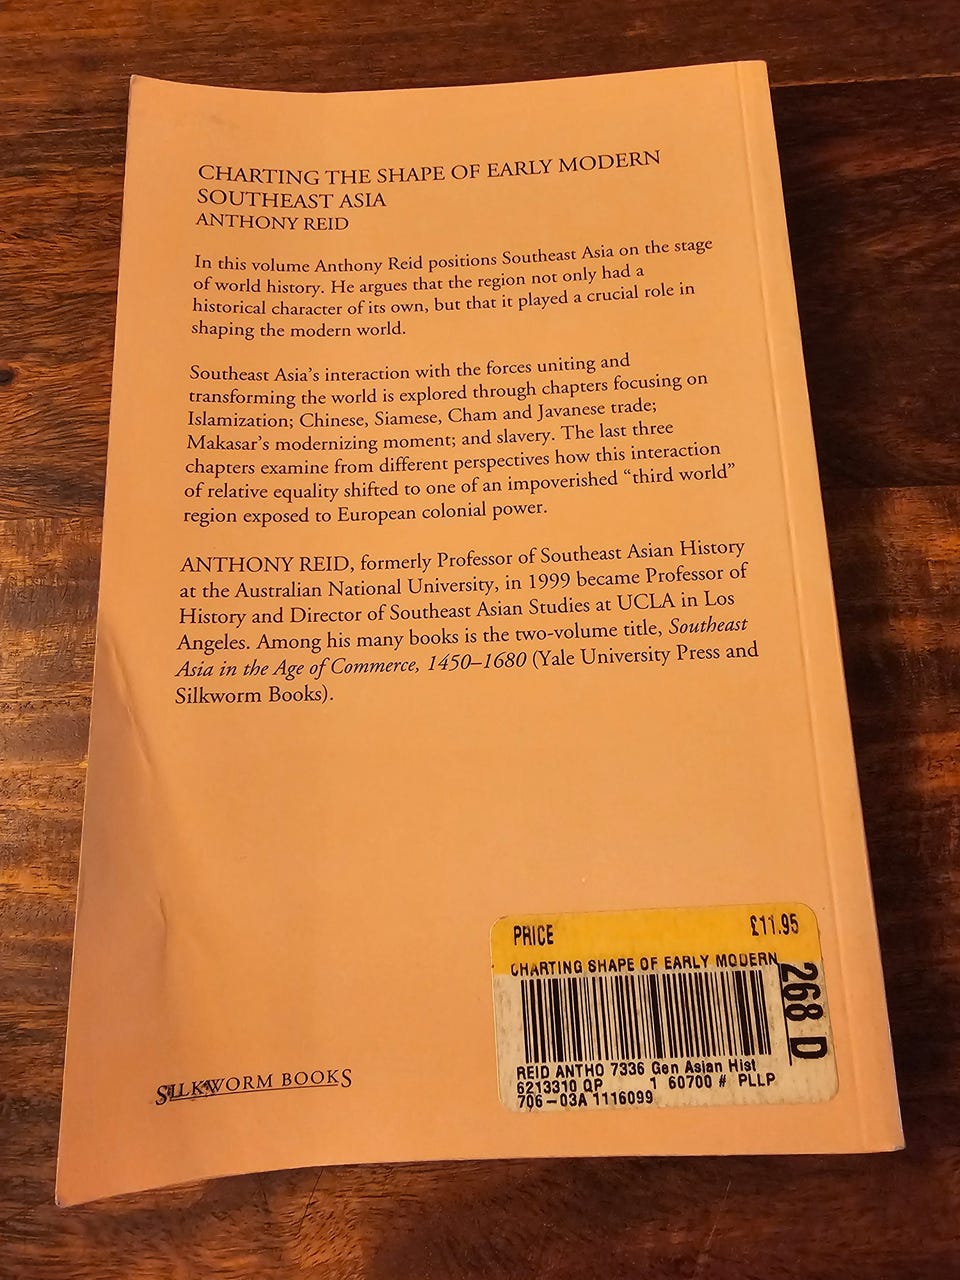 CHARTING THE SHAPE OF EARLY MODERN
SOUTHEAST ASIA
ANTHONY REID
In this volume Anthony Reid positions Southeast Asia on the stage
of world history. He argues that the region not only had a
historical character of its own, but that it played a crucial role in
shaping the modern world.
Southeast Asia's interaction with the forces uniting and
transforming the world is explored through chapters focusing on
Islamization; Chinese, Siamese, Cham and Javanese trade;
Makasar's modernizing moment; and slavery. The last three
chapters examine from different perspectives how this interaction
of relative equality shifted to one of an impoverished “third world”
region exposed to European colonial power.
ANTHONY REID, formerly Professor of Southeast Asian History
at the Australian National University, in 1999 became Professor of
History and Director of Southeast Asian Studies at UCLA in Los
Angeles. Among his many books is the two-volume title, Southeast
Asia in the Age of Commerce, 1450–1680 (Yale University Press and
Silkworm Books).
PRICE £11.95
CHARTING SHAPE OF EARLY MODERN
268 D
REID ANTHO 7336 Gen Asian Hist
6213310 QP 1 60700 # PLLP
706-03A 1116099
SILKWORM BOOKS